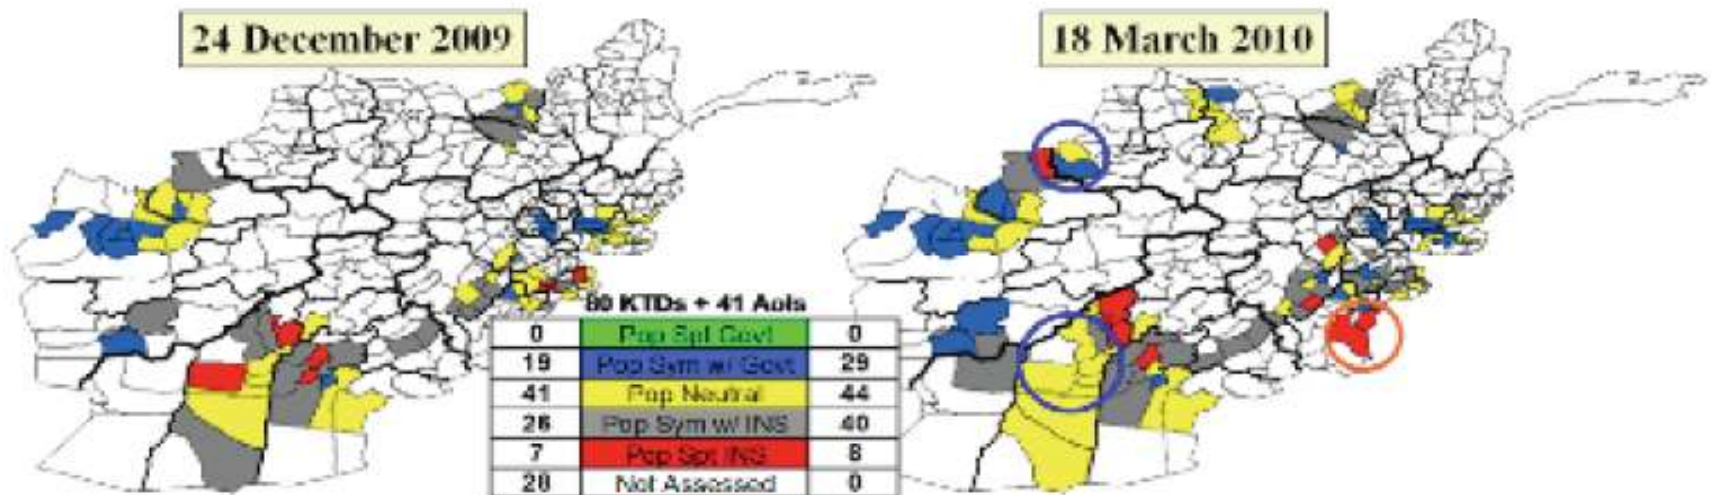 24 December 2009
18 March 2010
80 KTDs + 41 AoIs
0 Pop Spt Govt 0
19 Pop Sym w/ Govt 29
41 Pop Neutral 44
26 Pop Sym w/ INS 40
7 Pop Spt INS 8
28 Not Assessed 0